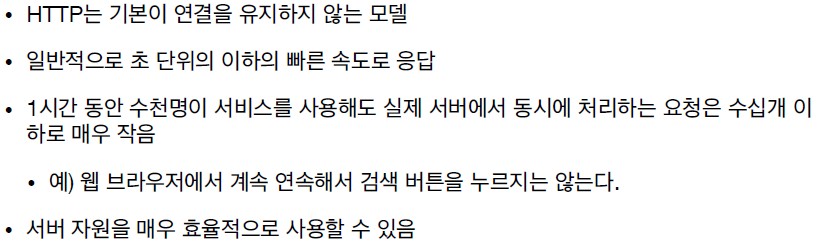 • HTTP는 기본이 연결을 유지하지 않는 모델
• 일반적으로 초 단위의 이하의 빠른 속도로 응답
• 1시간 동안 수천명이 서비스를 사용해도 실제 서버에서 동시에 처리하는 요청은 수십개 이
하로 매우 작음
• 예) 웹 브라우저에서 계속 연속해서 검색 버튼을 누르지는 않는다.
• 서버 자원을 매우 효율적으로 사용할 수 있음